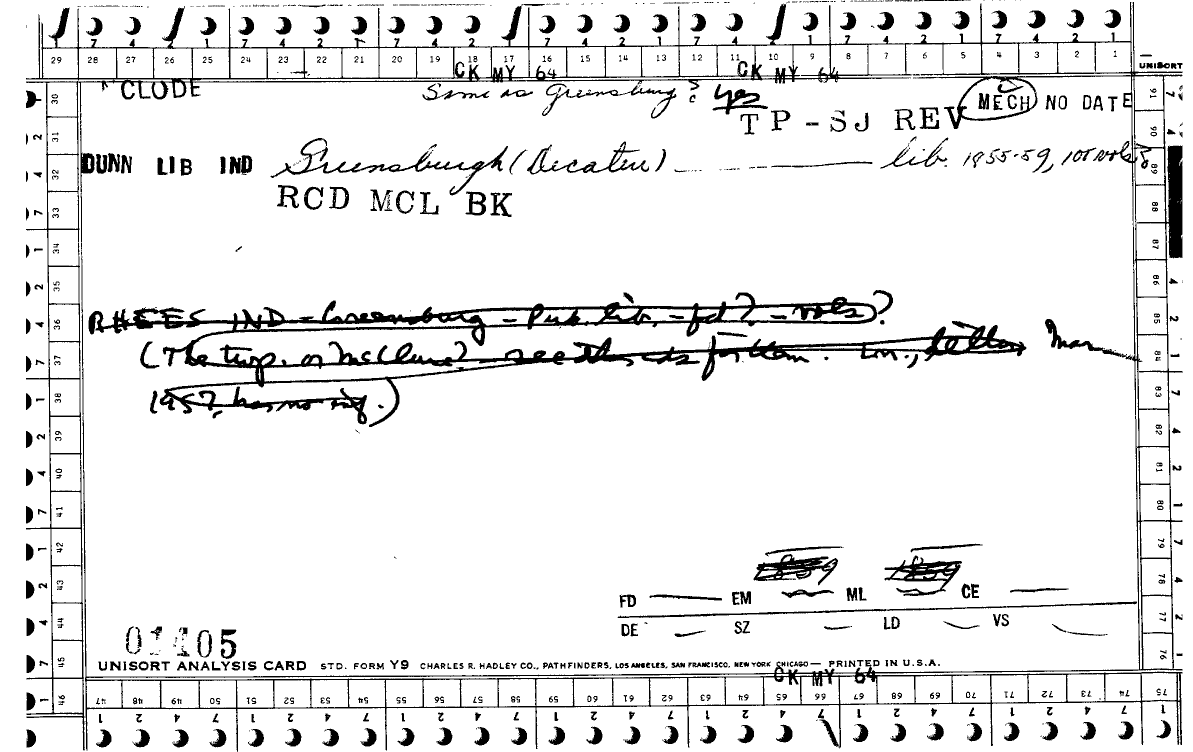 7 4 2 1 7 4 2 1 7 4 2 1 7 4 2 1 7 4 2 1 7 4 2 1 7 4 2 1
29 28 27 26 25 24 23 22 21 20 19 18 17 16 15 14 13 12 11 10 9 8 7 6 5 4 3 2 1
UNISORT
CK MY 64 CK MY 64
CLODE Same as Greensburg? Yes MECH NO DATE
TP-SJ REV
DUNN LIB IND Greensburgh (Decatur) lib. 1855-59, 101 vols
RCD MCL BK
RHEES IND - Greensburg - Pub. lib. - fd? - vols?
(The twp. or McClure? see cards for them. Lnn., letter, Mar
1957, has no
FD EM 1859 ML 1859 CE
DE SZ LD VS
01405
UNISORT ANALYSIS CARD STD. FORM Y9 CHARLES R. HADLEY CO., PATHFINDERS, LOS ANGELES, SAN FRANCISCO, NEW YORK CHICAGO — PRINTED IN U.S.A.
CK MY 64
47 48 49 50 51 52 53 54 55 56 57 58 59 60 61 62 63 64 65 66 67 68 69 70 71 72 73 74 75
30 31 32 33 34 35 36 37 38 39 40 41 42 43 44 45 46
91 90 89 88 87 86 85 84 83 82 81 80 79 78 77 76